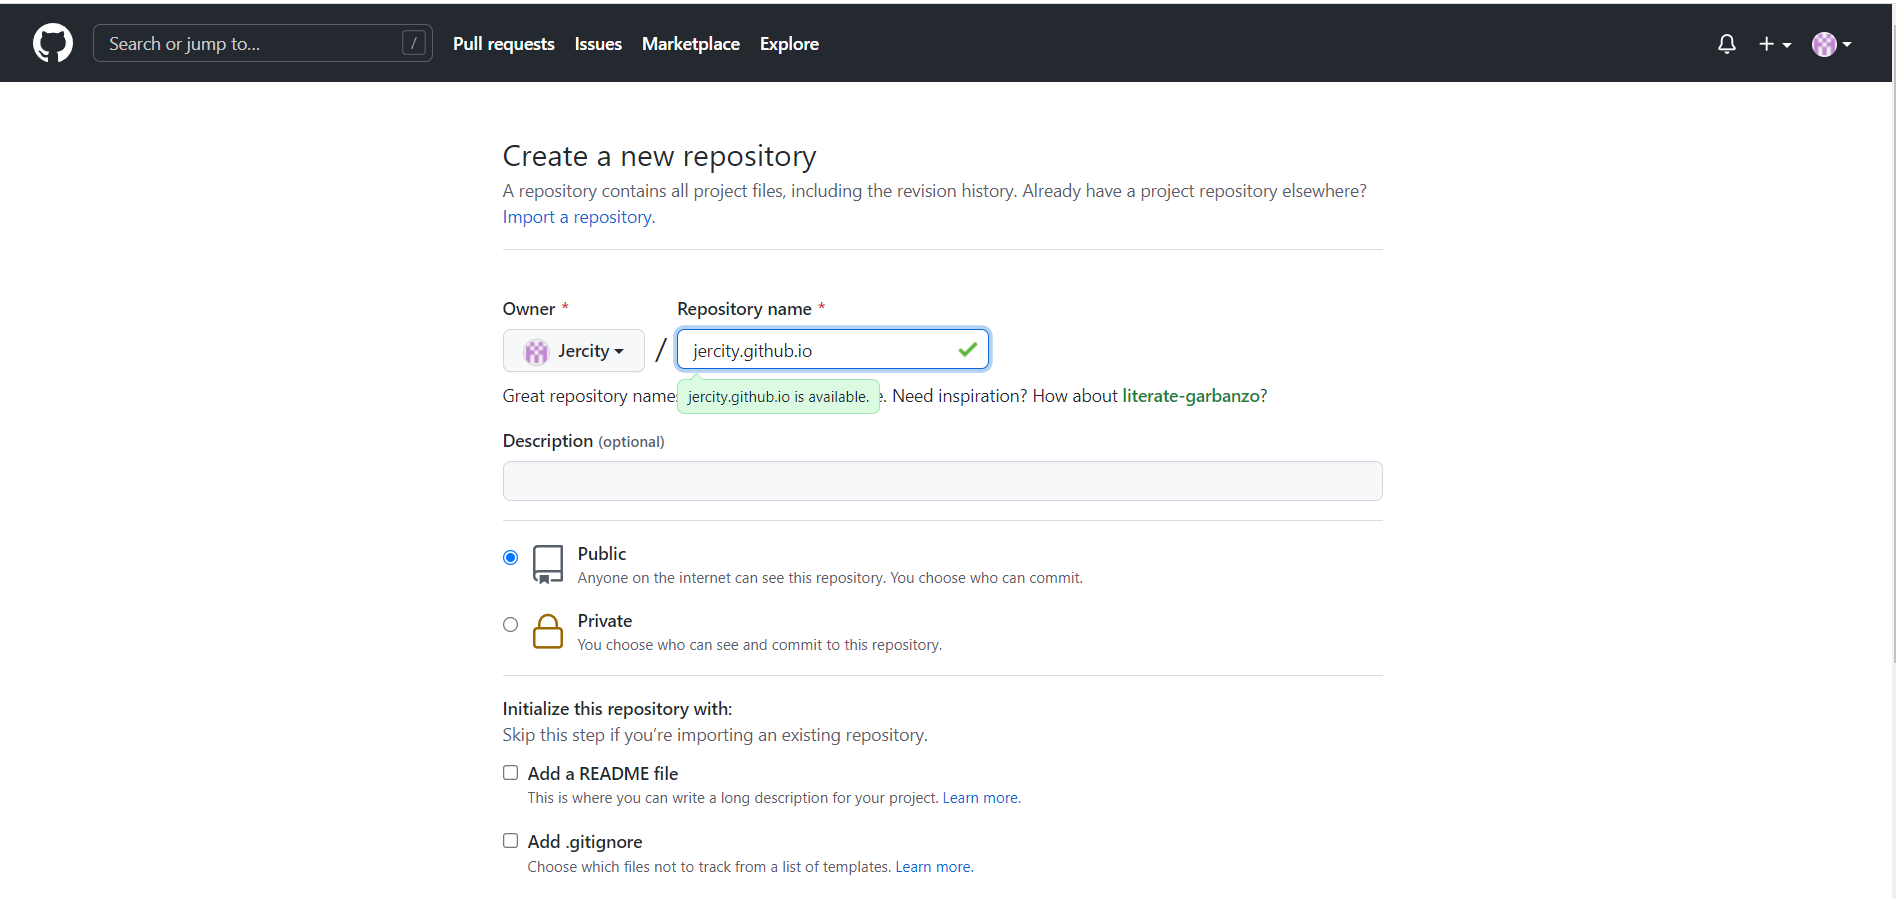 Search or jump to... /
Pull requests Issues Marketplace Explore
Create a new repository
A repository contains all project files, including the revision history. Already have a project repository elsewhere?
Import a repository.
Owner * Repository name *
Jercity / jercity.github.io
Great repository names e. Need inspiration? How about literate-garbanzo?
jercity.github.io is available.
Description (optional)
Public
Anyone on the internet can see this repository. You choose who can commit.
Private
You choose who can see and commit to this repository.
Initialize this repository with:
Skip this step if you’re importing an existing repository.
Add a README file
This is where you can write a long description for your project. Learn more.
Add .gitignore
Choose which files not to track from a list of templates. Learn more.